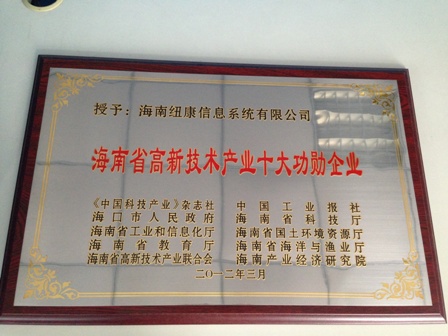 授予：海南纽康信息系统有限公司
海南省高新技术产业十大功勋企业
《中国科技产业》杂志社 中国工业报社
海口市人民政府 海南省科技厅
海南省工业和信息化厅 海南省国土环境资源厅
海南省教育厅 海南省海洋与渔业厅
海南省高新技术产业联合会 海南产业经济研究院
二〇一二年三月